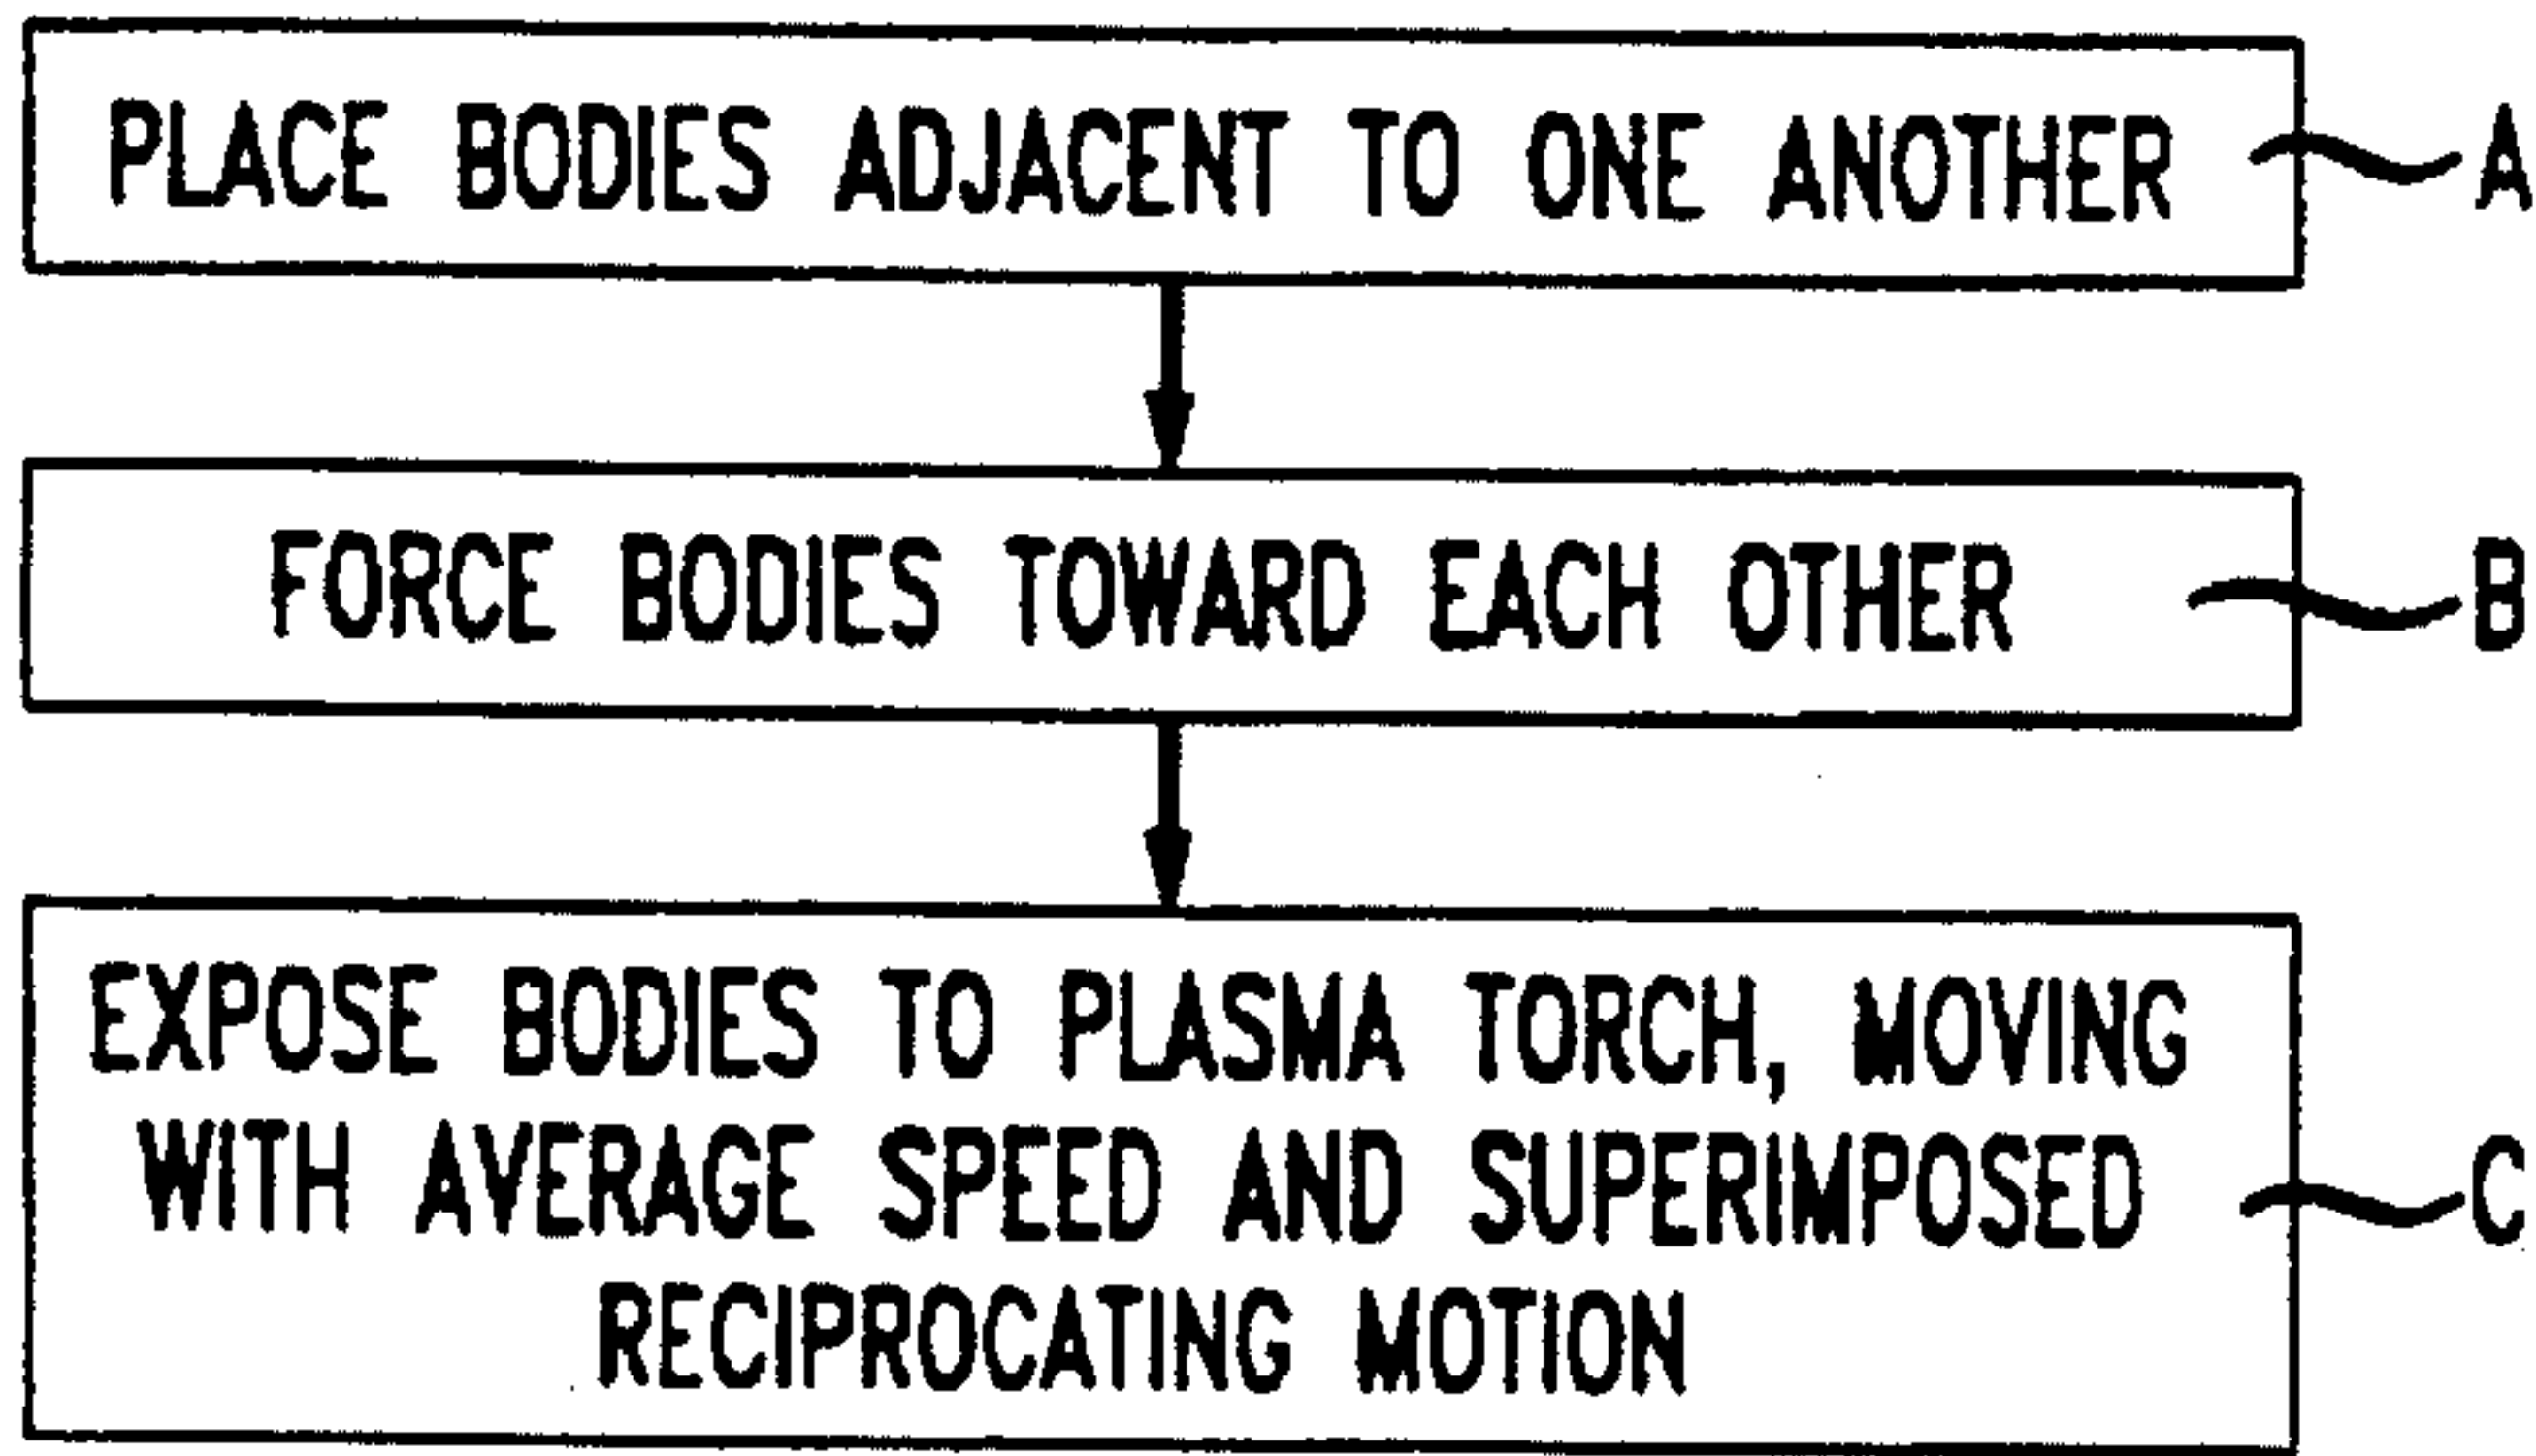 PLACE BODIES ADJACENT TO ONE ANOTHER
A
FORCE BODIES TOWARD EACH OTHER
B
EXPOSE BODIES TO PLASMA TORCH, MOVING
WITH AVERAGE SPEED AND SUPERIMPOSED
C
RECIPROCATING MOTION